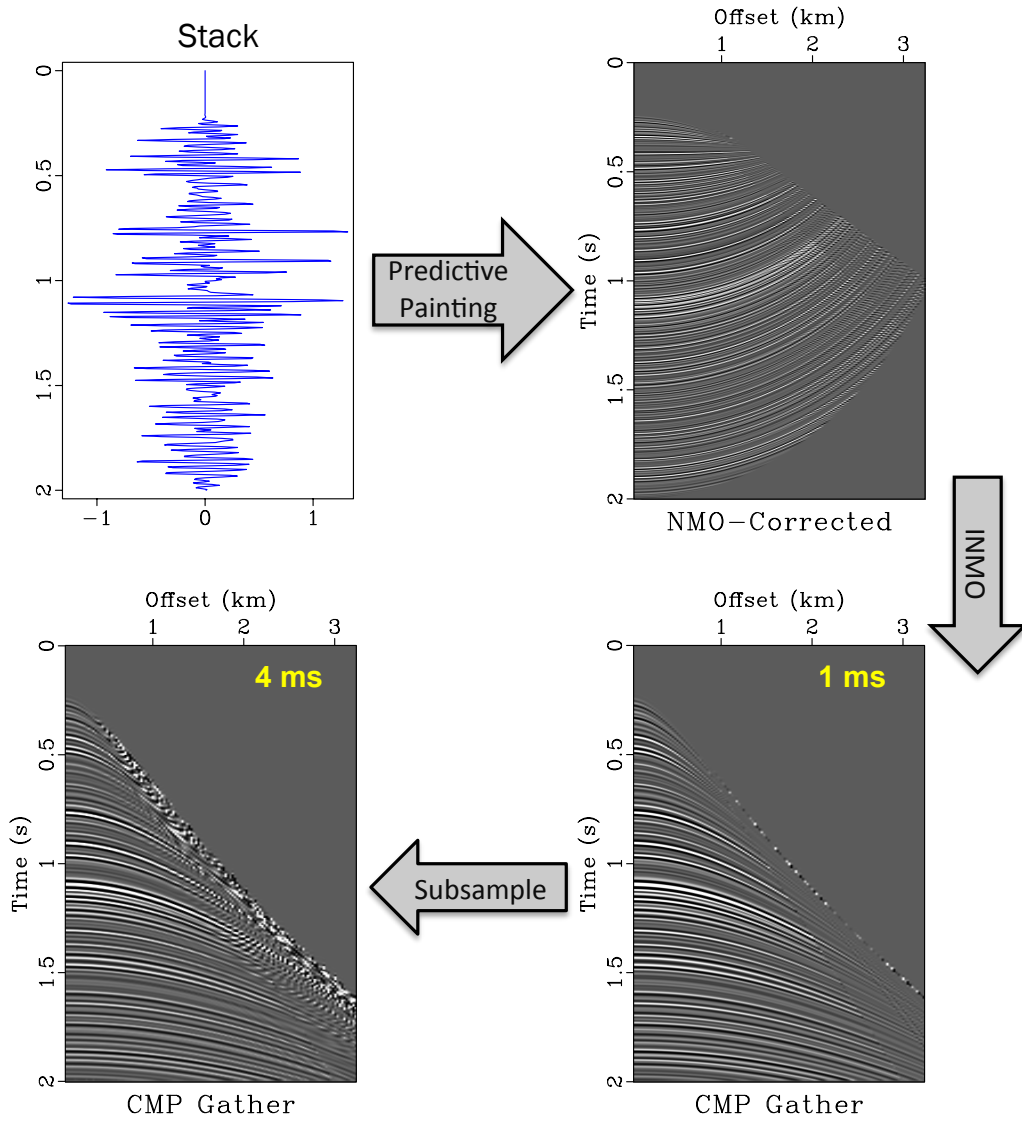 Stack
0
0.5
1
1.5
2
−1 0 1
Predictive
Painting
Offset (km)
1 2 3
Time (s)
0
0.5
1
1.5
2
NMO−Corrected
INMO
Offset (km)
1 2 3
4 ms
Time (s)
0
0.5
1
1.5
2
CMP Gather
Subsample
Offset (km)
1 2 3
1 ms
Time (s)
0
0.5
1
1.5
2
CMP Gather